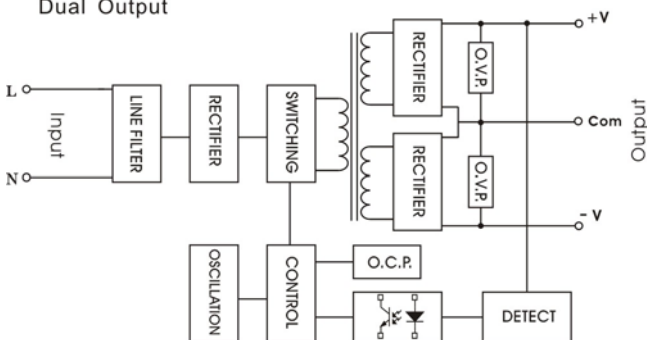 Dual Output
L
N
Input
LINE FILTER
RECTIFIER
SWITCHING
RECTIFIER
RECTIFIER
O.V.P.
O.V.P.
+V
Com
- V
Output
OSCILLATION
CONTROL
O.C.P.
DETECT